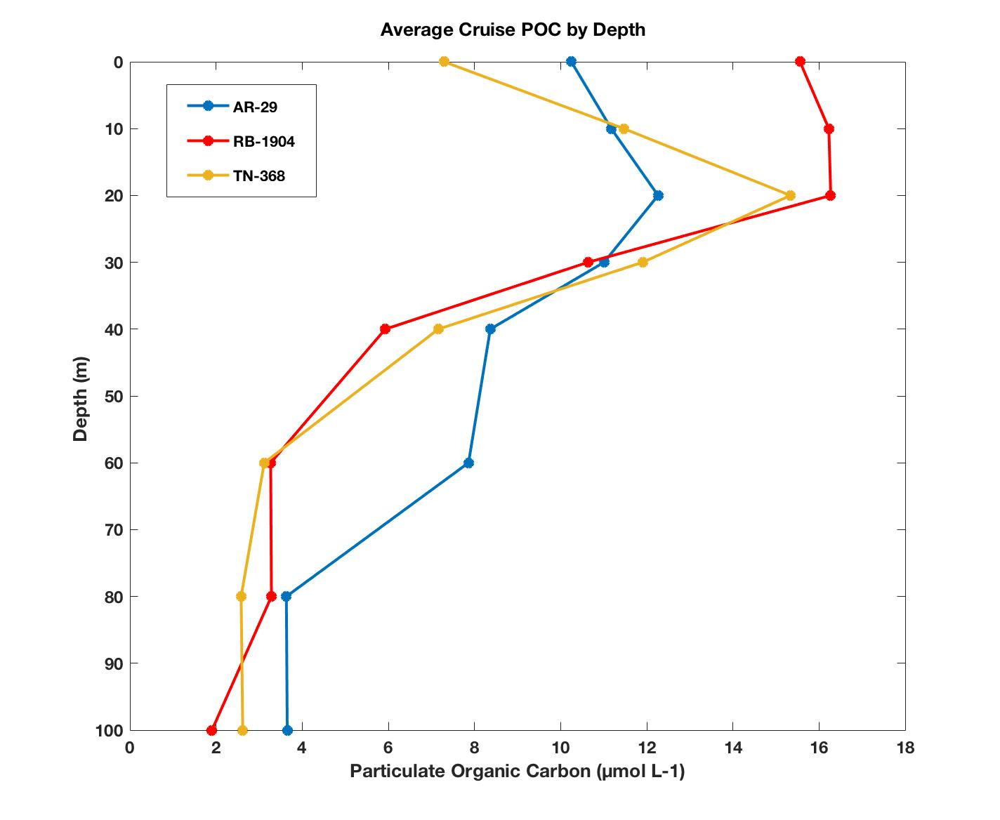 Average Cruise POC by Depth
AR-29
RB-1904
TN-368
0
10
20
30
40
50
60
70
80
90
100
Depth (m)
0 2 4 6 8 10 12 14 16 18
Particulate Organic Carbon (µmol L-1)